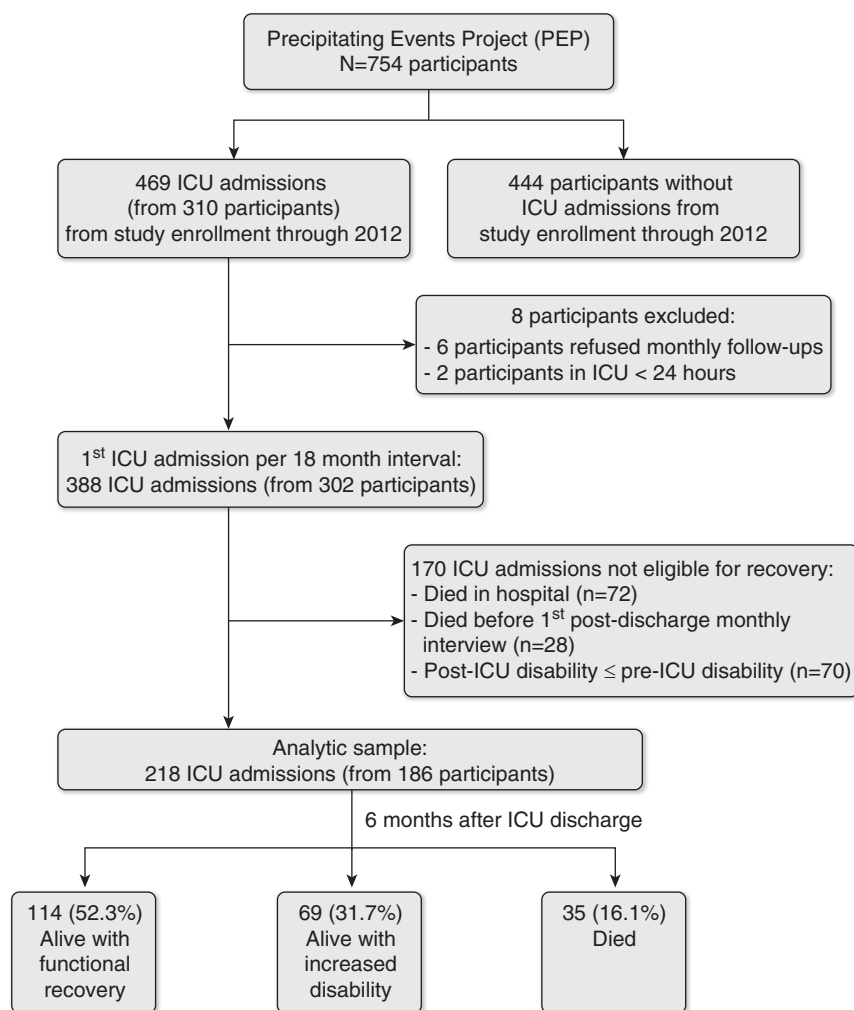 Precipitating Events Project (PEP)
N=754 participants
469 ICU admissions
(from 310 participants)
from study enrollment through 2012
444 participants without
ICU admissions from
study enrollment through 2012
8 participants excluded:
- 6 participants refused monthly follow-ups
- 2 participants in ICU < 24 hours
1st ICU admission per 18 month interval:
388 ICU admissions (from 302 participants)
170 ICU admissions not eligible for recovery:
- Died in hospital (n=72)
- Died before 1st post-discharge monthly
interview (n=28)
- Post-ICU disability ≤ pre-ICU disability (n=70)
Analytic sample:
218 ICU admissions (from 186 participants)
6 months after ICU discharge
114 (52.3%)
Alive with
functional
recovery
69 (31.7%)
Alive with
increased
disability
35 (16.1%)
Died